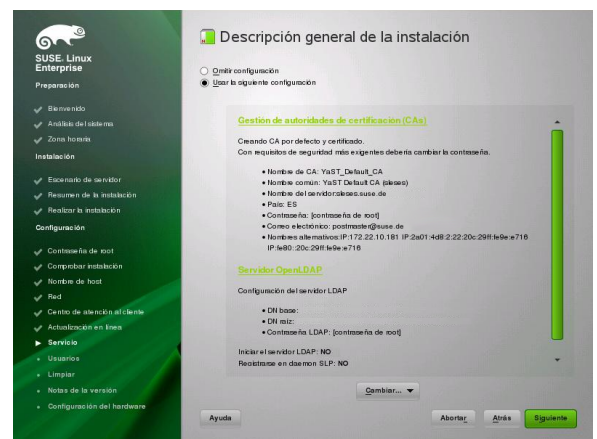 SUSE Linux
Enterprise
Preparación
Bienvenido
Análisis del sistema
Zona horaria
Instalación
Escenario de servidor
Resumen de la instalación
Realizar la instalación
Configuración
Contraseña de root
Comprobar instalación
Nombre de host
Red
Centro de atención al cliente
Actualización en línea
Servicio
Usuarios
Limpiar
Notas de la versión
Configuración del hardware
Descripción general de la instalación
Omitir configuración
Usar la siguiente configuración
Gestión de autoridades de certificación (CAs)
Creando CA por defecto y certificado.
Con requisitos de seguridad más exigentes debería cambiar la contraseña.
Nombre de CA: YaST_Default_CA
Nombre común: YaST Default CA (sleses)
Nombre del servidor:sleses.suse.de
País: ES
Contraseña: [contraseña de root]
Correo electrónico: postmaster@suse.de
Nombres alternativos:IP:172.22.10.181 IP:2a01:4d8:2:22:20c:29ff:fe9e:e716
IP:fe80::20c:29ff:fe9e:e716
Servidor OpenLDAP
Configuración del servidor LDAP
DN base:
DN raíz:
Contraseña LDAP: [contraseña de root]
Iniciar el servidor LDAP: NO
Registrarse en daemon SLP: NO
Cambiar...
Ayuda
Abortar
Atrás
Siguiente